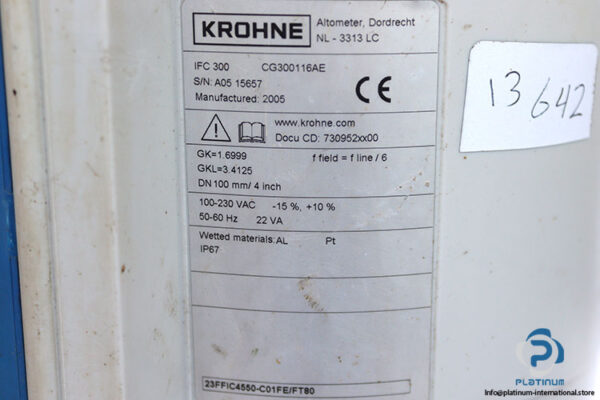 KROHNE
Altometer, Dordrecht
NL - 3313 LC
IFC 300 CG300116AE
S/N: A05 15657
Manufactured: 2005
CE
www.krohne.com
Docu CD: 730952xx00
GK=1.6999 f field = f line / 6
GKL=3.4125
DN 100 mm/ 4 inch
100-230 VAC -15 %, +10 %
50-60 Hz 22 VA
Wetted materials:AL Pt
IP67
23FFIC4550-C01FE/FT80
13642
PLATINUM
Info@platinum-international.store